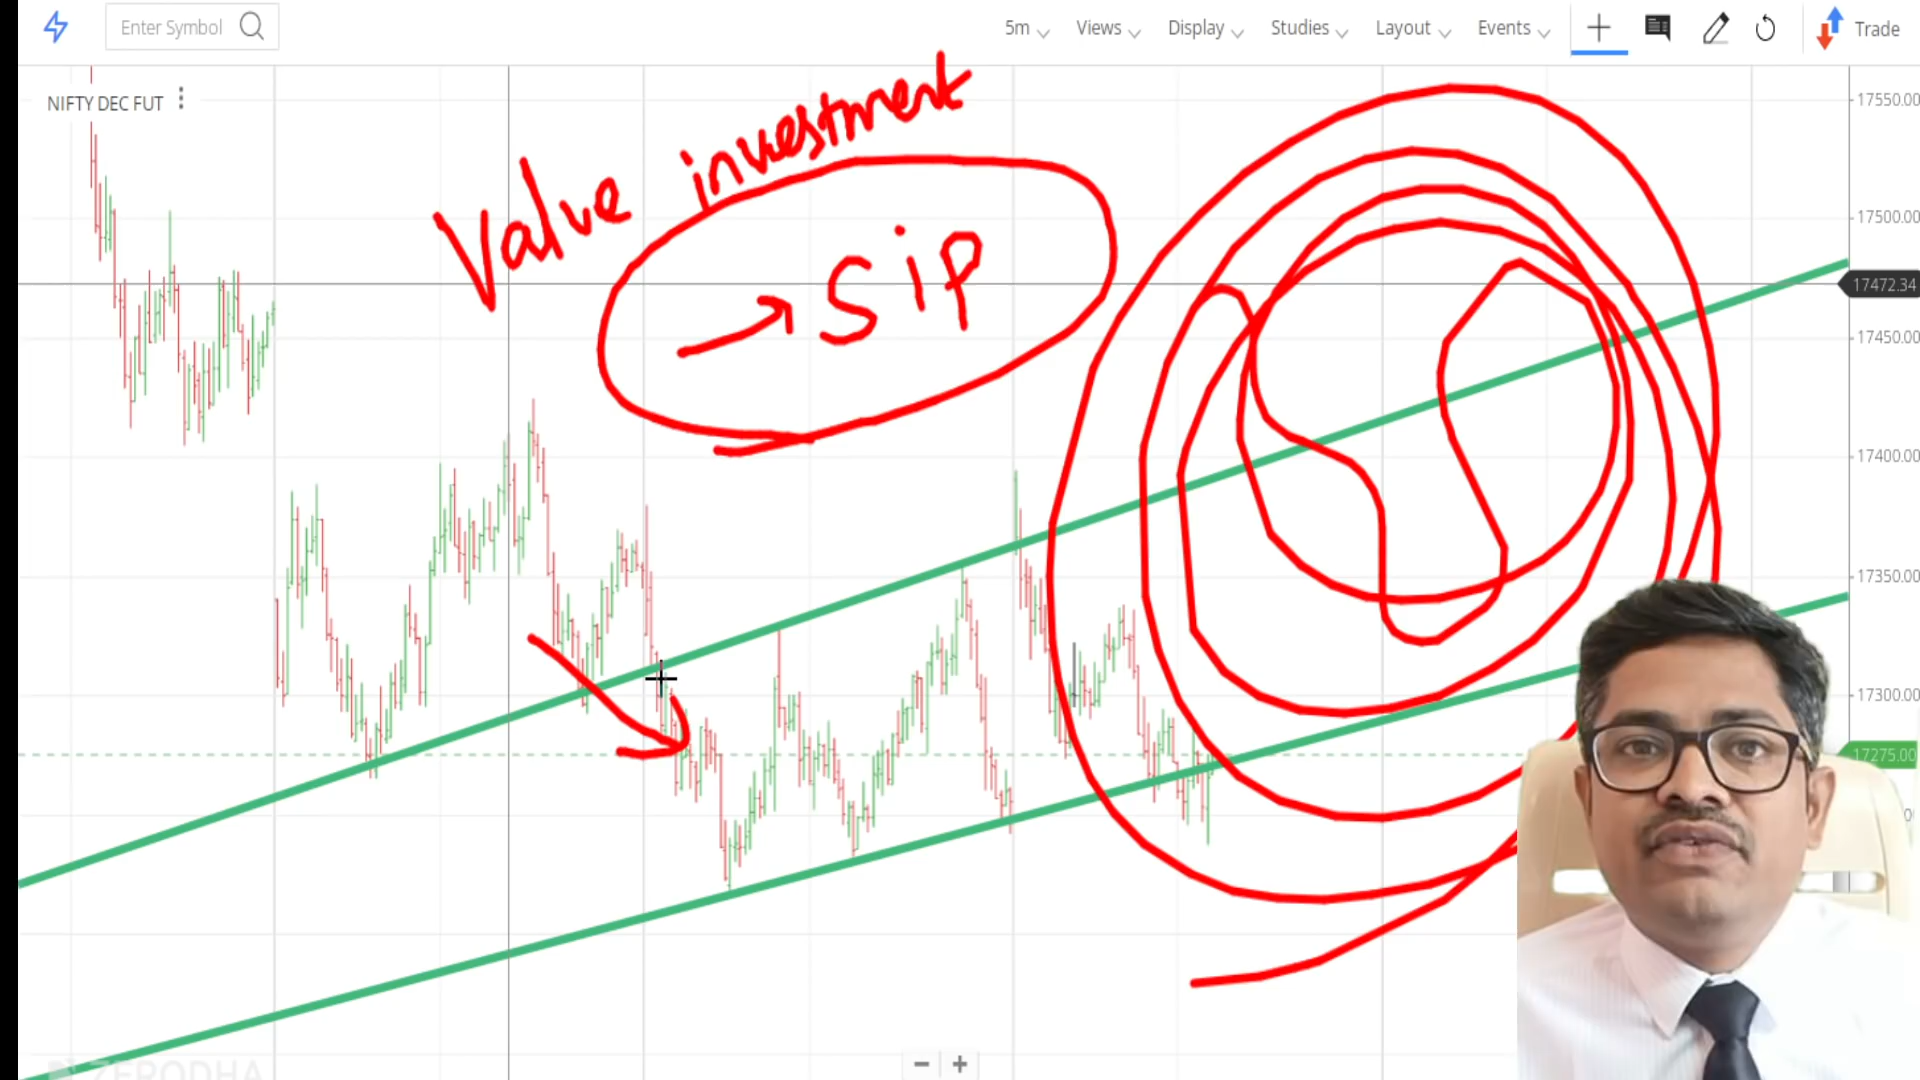 Enter Symbol
5m Views Display Studies Layout Events Trade
NIFTY DEC FUT
Value investment
→ Sip
17550.00
17500.00
17472.34
17450.00
17400.00
17350.00
17300.00
17275.00
ZERODHA